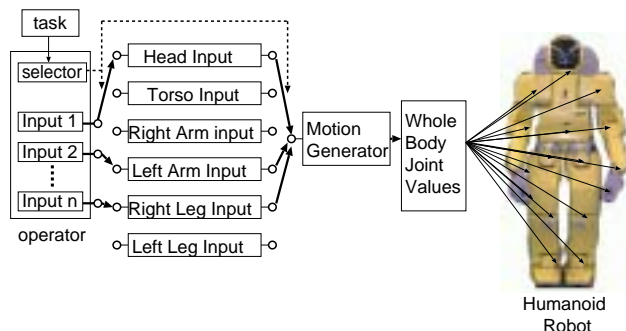 task
selector
Input 1
Input 2
Input n
operator
Head Input
Torso Input
Right Arm input
Left Arm Input
Right Leg Input
Left Leg Input
Motion
Generator
Whole
Body
Joint
Values
Humanoid
Robot